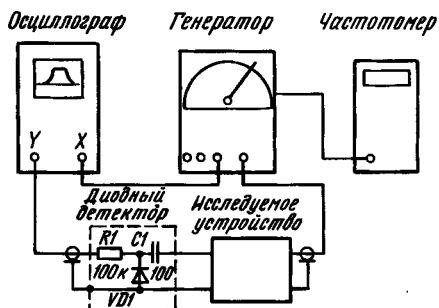 Осциллограф
Генератор
Частотомер
Y
X
Диодный детектор
Исследуемое устройство
R1
C1
100к
100
VD1